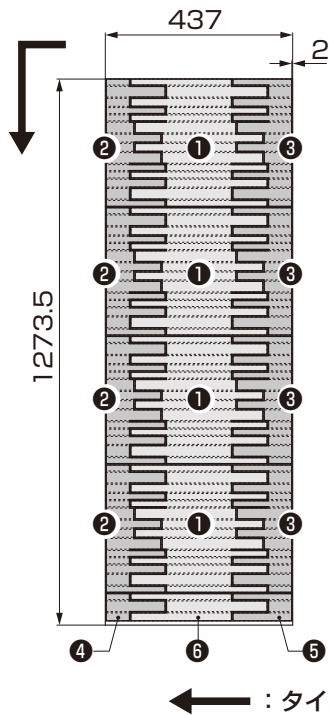 437
2
❷ ❶ ❸
❷ ❶ ❸
1273.5
❷ ❶ ❸
❷ ❶ ❸
❹ ❻ ❺
：タイ